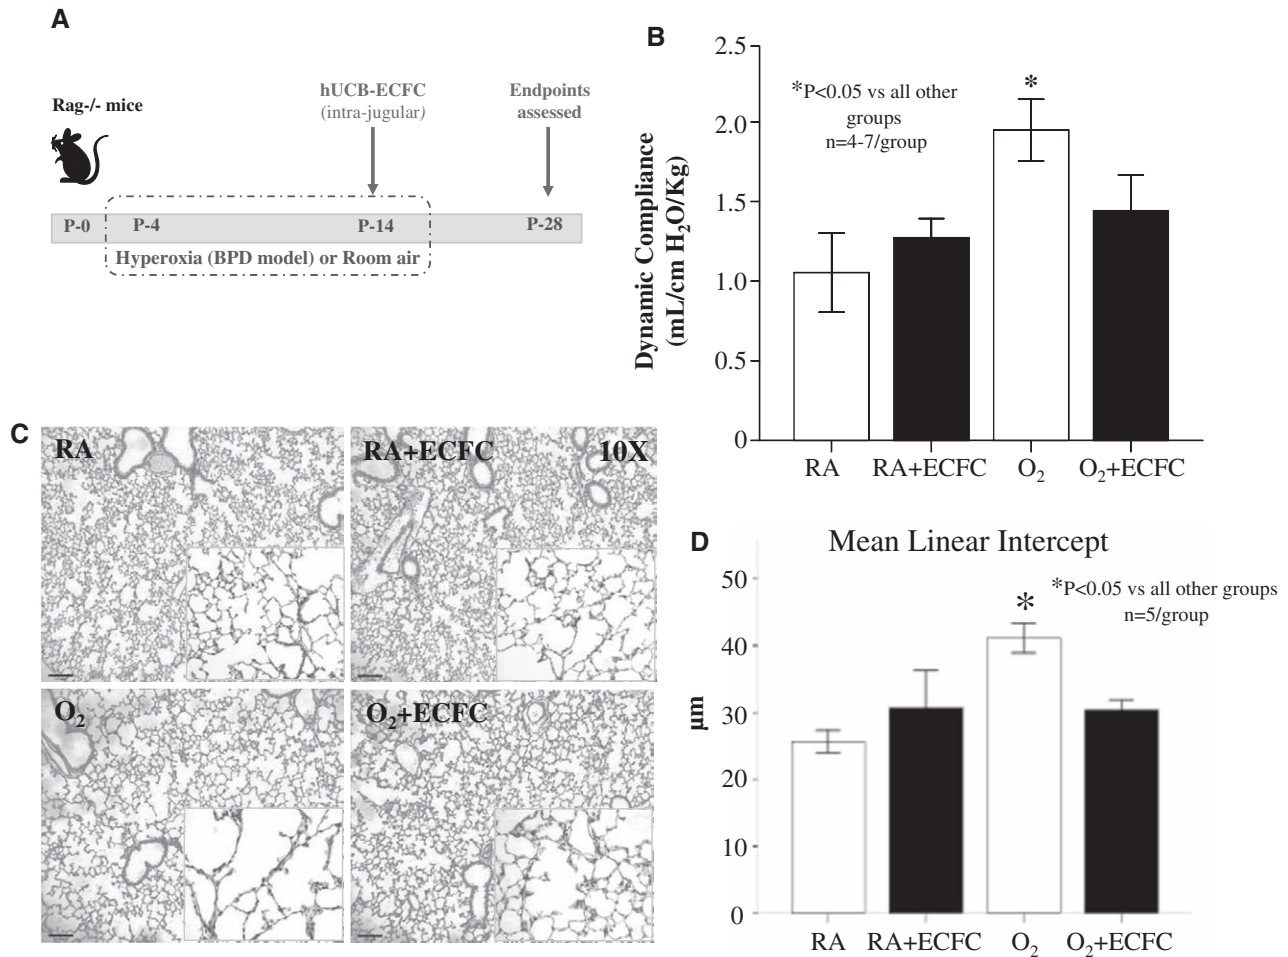 A
Rag-/- mice
hUCB-ECFC
(intra-jugular)
Endpoints
assessed
P-0
P-4
P-14
P-28
Hyperoxia (BPD model) or Room air
B
Dynamic Compliance
(mL/cm H₂O/Kg)
2.5
2.0
1.5
1.0
0.5
0
*P<0.05 vs all other
groups
n=4-7/group
*
RA
RA+ECFC
O₂
O₂+ECFC
C
RA
RA+ECFC
10X
O₂
O₂+ECFC
D
Mean Linear Intercept
µm
50
40
30
20
10
0
*
*P<0.05 vs all other groups
n=5/group
RA
RA+ECFC
O₂
O₂+ECFC